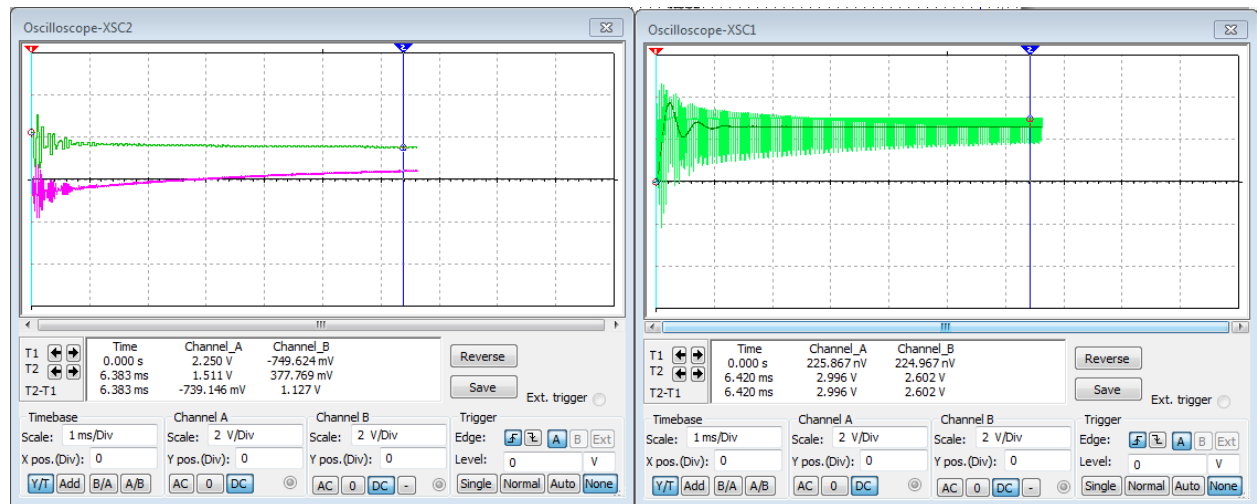 Oscilloscope-XSC2
1
2
T1
T2
T2-T1
Time Channel_A Channel_B
0.000 s 2.250 V -749.624 mV
6.383 ms 1.511 V 377.769 mV
6.383 ms -739.146 mV 1.127 V
Reverse
Save
Ext. trigger
Timebase
Scale: 1 ms/Div
X pos.(Div): 0
Y/T Add B/A A/B
Channel A
Scale: 2 V/Div
Y pos.(Div): 0
AC 0 DC
Channel B
Scale: 2 V/Div
Y pos.(Div): 0
AC 0 DC -
Trigger
Edge: A B Ext
Level: 0 V
Single Normal Auto None
Oscilloscope-XSC1
1
2
T1
T2
T2-T1
Time Channel_A Channel_B
0.000 s 225.867 nV 224.967 nV
6.420 ms 2.996 V 2.602 V
6.420 ms 2.996 V 2.602 V
Reverse
Save
Ext. trigger
Timebase
Scale: 1 ms/Div
X pos.(Div): 0
Y/T Add B/A A/B
Channel A
Scale: 2 V/Div
Y pos.(Div): 0
AC 0 DC
Channel B
Scale: 2 V/Div
Y pos.(Div): 0
AC 0 DC -
Trigger
Edge: A B Ext
Level: 0 V
Single Normal Auto None